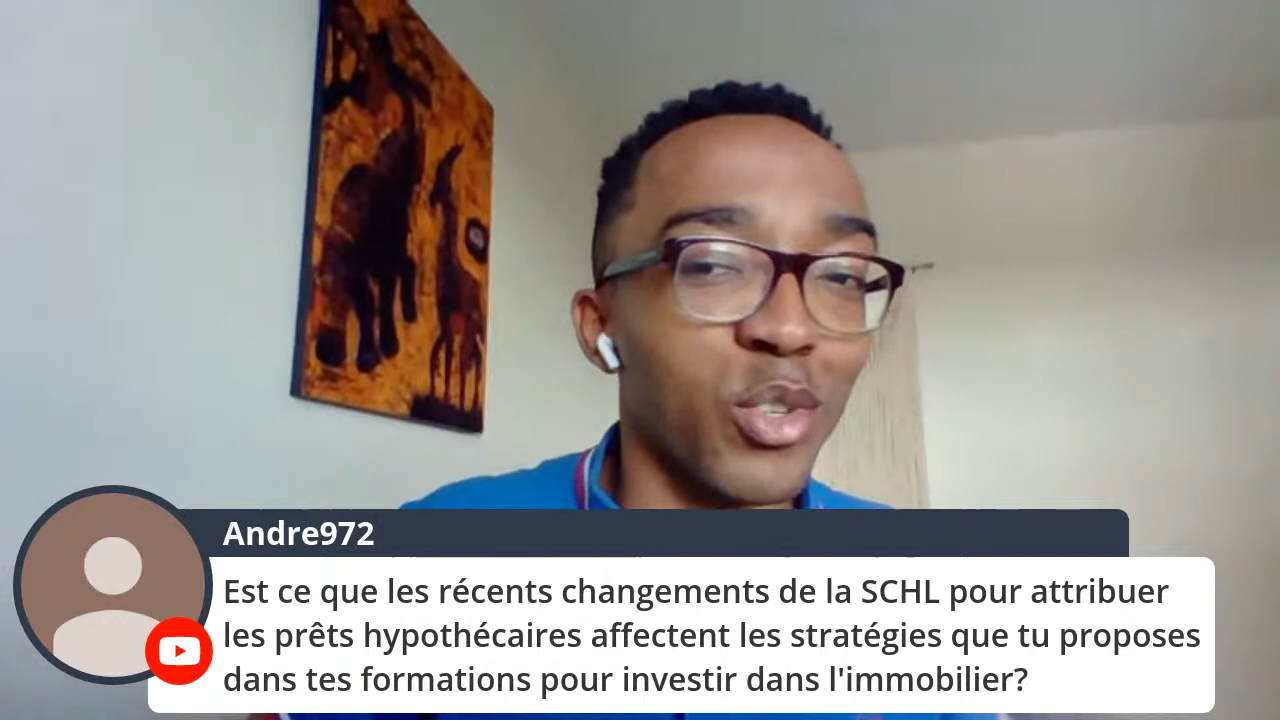 Andre972
Est ce que les récents changements de la SCHL pour attribuer
les prêts hypothécaires affectent les stratégies que tu proposes
dans tes formations pour investir dans l'immobilier?